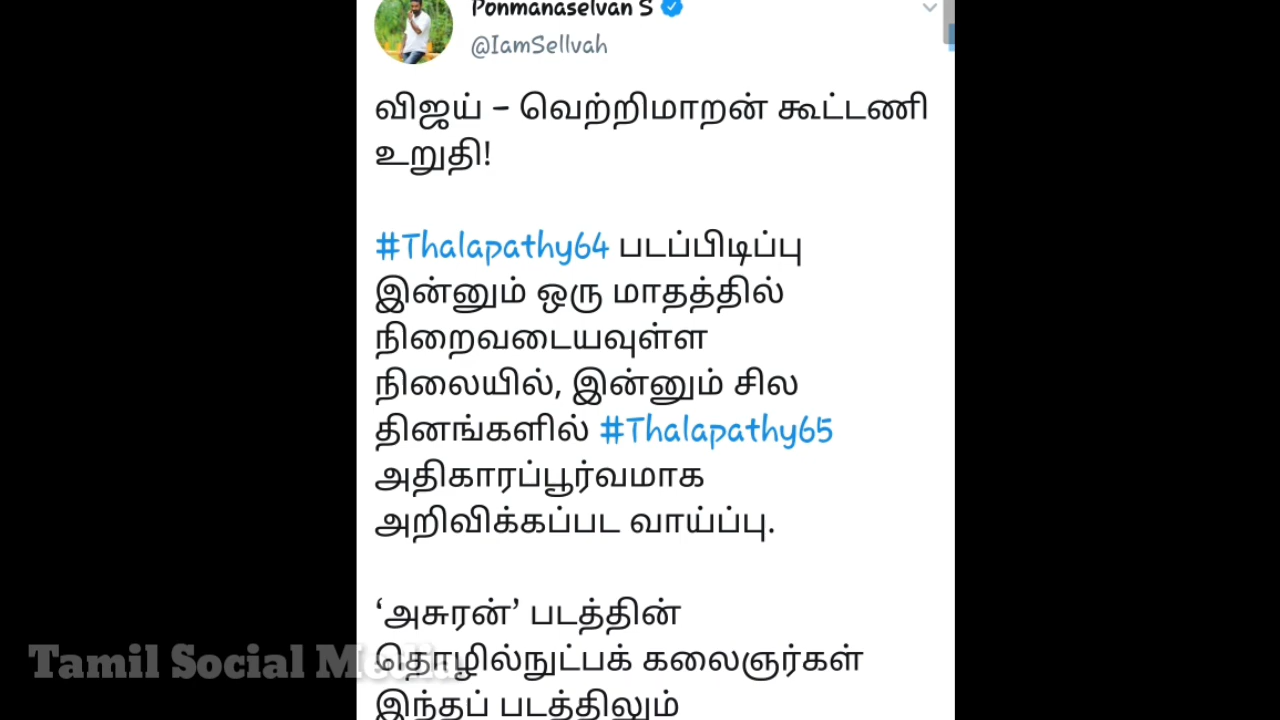 Ponmanaselvan S
@IamSellvah
விஜய் – வெற்றிமாறன் கூட்டணி
உறுதி!
#Thalapathy64 படப்பிடிப்பு
இன்னும் ஒரு மாதத்தில்
நிறைவடையவுள்ள
நிலையில், இன்னும் சில
தினங்களில் #Thalapathy65
அதிகாரப்பூர்வமாக
அறிவிக்கப்பட வாய்ப்பு.
‘அசுரன்’ படத்தின்
தொழில்நுட்பக் கலைஞர்கள்
இந்தப் படத்திலும்
Tamil Social Media